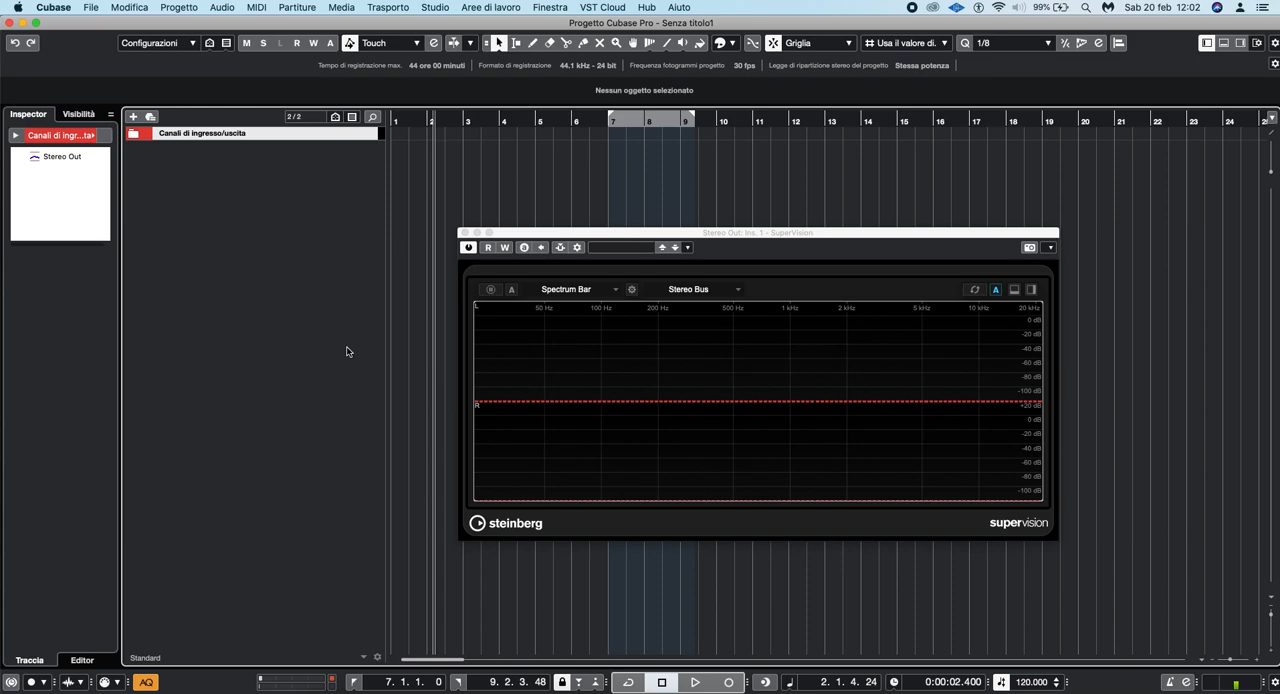 Cubase File Modifica Progetto Audio MIDI Partiture Media Trasporto Studio Aree di lavoro Finestra VST Cloud Hub Aiuto 99% Sab 20 feb 12:02
Progetto Cubase Pro - Senza titolo1
Configurazioni M S L R W A Touch Griglia Usa il valore di. Q 1/8
Tempo di registrazione max. 44 ore 00 minuti Formato di registrazione 44.1 kHz - 24 bit Frequenza fotogrammi progetto 30 fps Legge di ripartizione stereo del progetto Stessa potenza
Nessun oggetto selezionato
Inspector Visibilità 2 / 2 1 2 3 4 5 6 7 8 9 10 11 12 13 14 15 16 17 18 19 20 21 22 23 24
Canali di ingr...ta Canali di ingresso/uscita
Stereo Out
Stereo Out: Ins. 1 - SuperVision
R W
A Spectrum Bar Stereo Bus A
L 50 Hz 100 Hz 200 Hz 500 Hz 1 kHz 2 kHz 5 kHz 10 kHz 20 kHz
0 dB
-20 dB
-40 dB
-60 dB
-80 dB
-100 dB
R +20 dB
0 dB
-20 dB
-40 dB
-60 dB
-80 dB
-100 dB
steinberg supervision
Traccia Editor Standard
AQ 7. 1. 1. 0 9. 2. 3. 48 2. 1. 4. 24 0:00:02.400 120.000